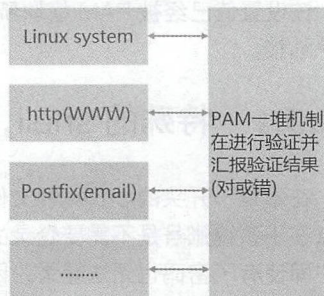 Linux system
http(WWW)
Postfix(email)
.........
PAM一堆机制
在进行验证并
汇报验证结果
(对或错)